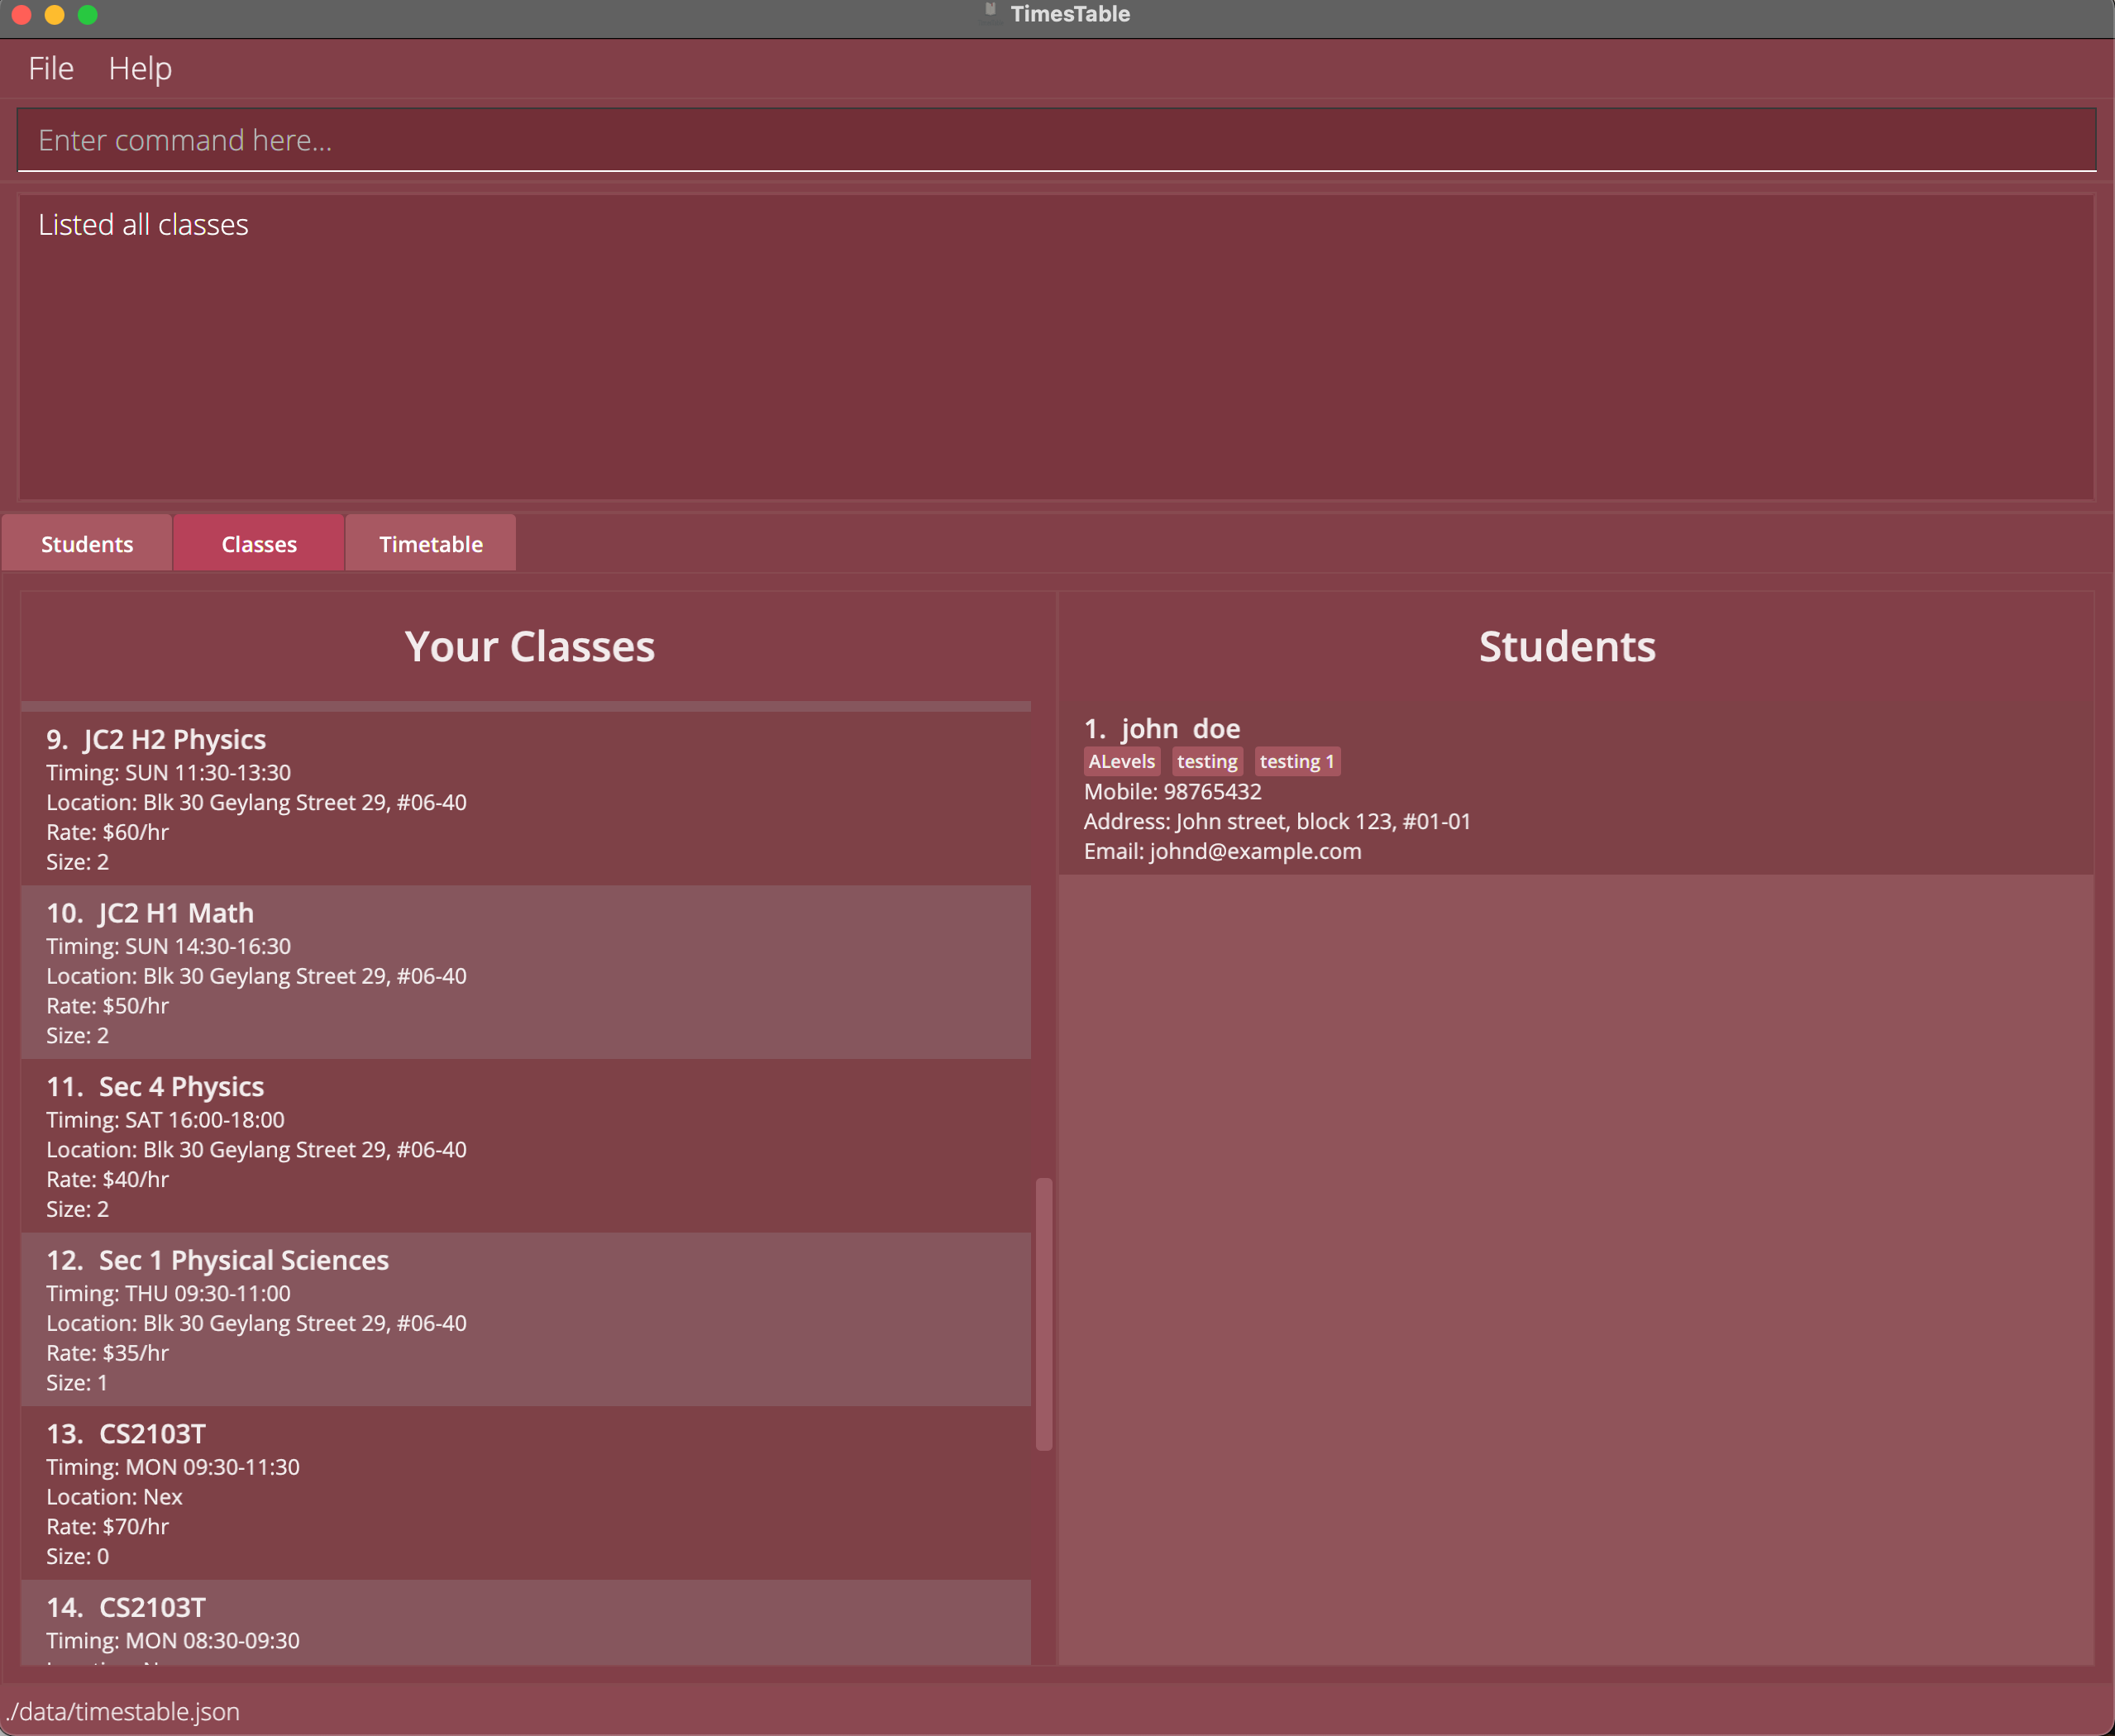 TimesTable
File Help
Enter command here...
Listed all classes
Students Classes Timetable
Your Classes
9. JC2 H2 Physics
Timing: SUN 11:30-13:30
Location: Blk 30 Geylang Street 29, #06-40
Rate: $60/hr
Size: 2
10. JC2 H1 Math
Timing: SUN 14:30-16:30
Location: Blk 30 Geylang Street 29, #06-40
Rate: $50/hr
Size: 2
11. Sec 4 Physics
Timing: SAT 16:00-18:00
Location: Blk 30 Geylang Street 29, #06-40
Rate: $40/hr
Size: 2
12. Sec 1 Physical Sciences
Timing: THU 09:30-11:00
Location: Blk 30 Geylang Street 29, #06-40
Rate: $35/hr
Size: 1
13. CS2103T
Timing: MON 09:30-11:30
Location: Nex
Rate: $70/hr
Size: 0
14. CS2103T
Timing: MON 08:30-09:30
Students
1. john doe
ALevels testing testing 1
Mobile: 98765432
Address: John street, block 123, #01-01
Email: johnd@example.com
./data/timestable.json